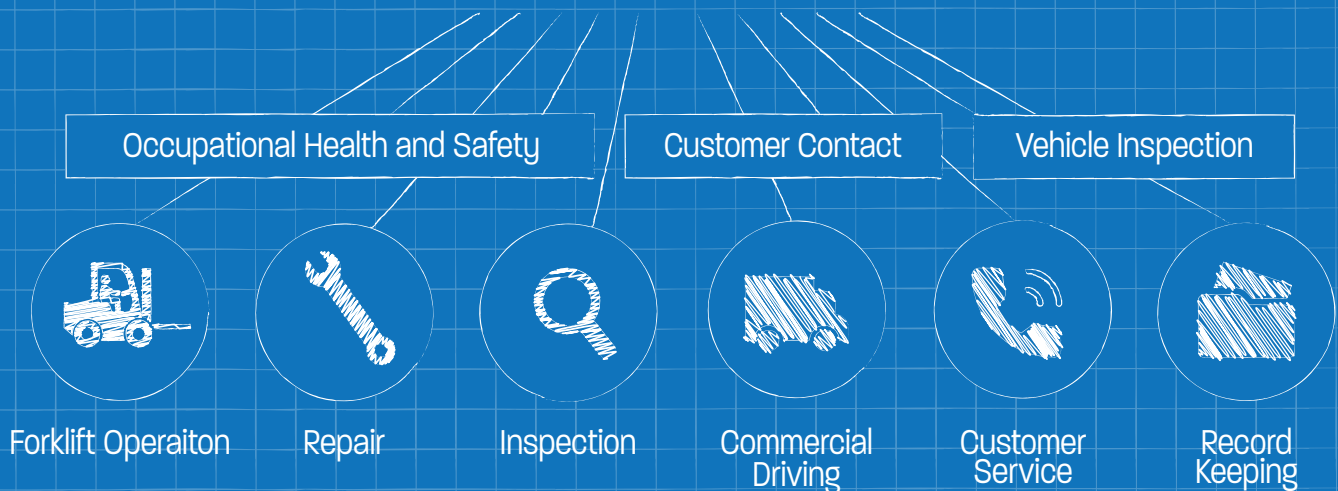 Occupational Health and Safety
Customer Contact
Vehicle Inspection
Forklift Operaiton
Repair
Inspection
Commercial
Driving
Customer
Service
Record
Keeping